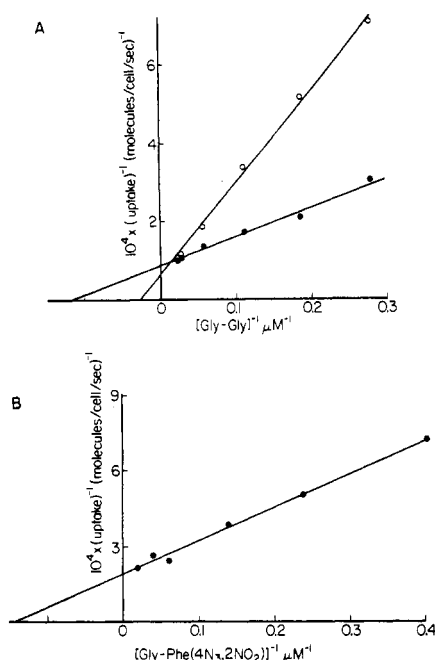 A
10⁴ x (uptake)⁻¹ (molecules/cell/sec)⁻¹
6
4
2
0
0.1
0.2
0.3
[Gly-Gly]⁻¹ μM⁻¹
B
10⁴ x (uptake)⁻¹ (molecules/cell/sec)⁻¹
9
6
3
0
0.1
0.2
0.3
0.4
[Gly-Phe(4N₃,2NO₂)]⁻¹ μM⁻¹